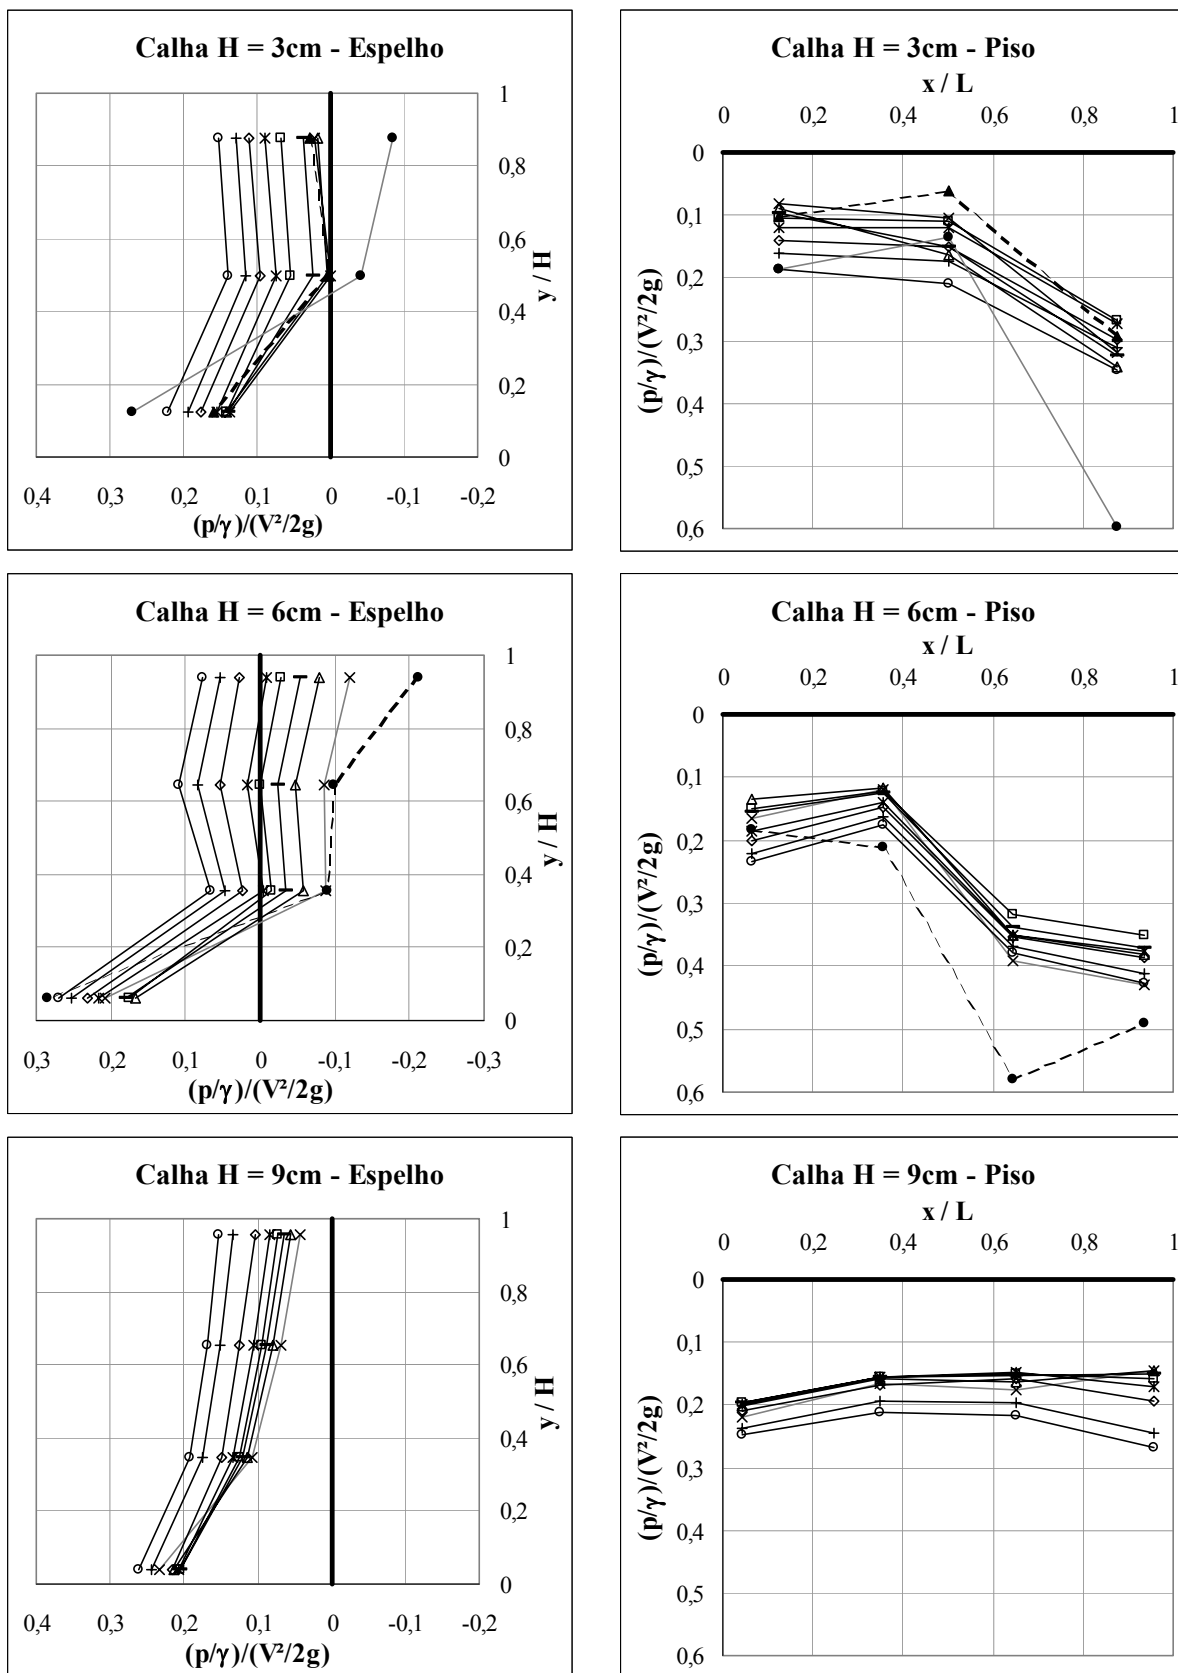 Calha H = 3cm - Espelho
1
0,8
0,6
0,4
0,2
0
y / H
0,4 0,3 0,2 0,1 0 -0,1 -0,2
(p/γ)/(V²/2g)
Calha H = 3cm - Piso
x / L
0 0,2 0,4 0,6 0,8 1
0
0,1
0,2
0,3
0,4
0,5
0,6
(p/γ)/(V²/2g)
Calha H = 6cm - Espelho
1
0,8
0,6
0,4
0,2
0
y / H
0,3 0,2 0,1 0 -0,1 -0,2 -0,3
(p/γ)/(V²/2g)
Calha H = 6cm - Piso
x / L
0 0,2 0,4 0,6 0,8 1
0
0,1
0,2
0,3
0,4
0,5
0,6
(p/γ)/(V²/2g)
Calha H = 9cm - Espelho
1
0,8
0,6
0,4
0,2
0
y / H
0,4 0,3 0,2 0,1 0 -0,1 -0,2
(p/γ)/(V²/2g)
Calha H = 9cm - Piso
x / L
0 0,2 0,4 0,6 0,8 1
0
0,1
0,2
0,3
0,4
0,5
0,6
(p/γ)/(V²/2g)